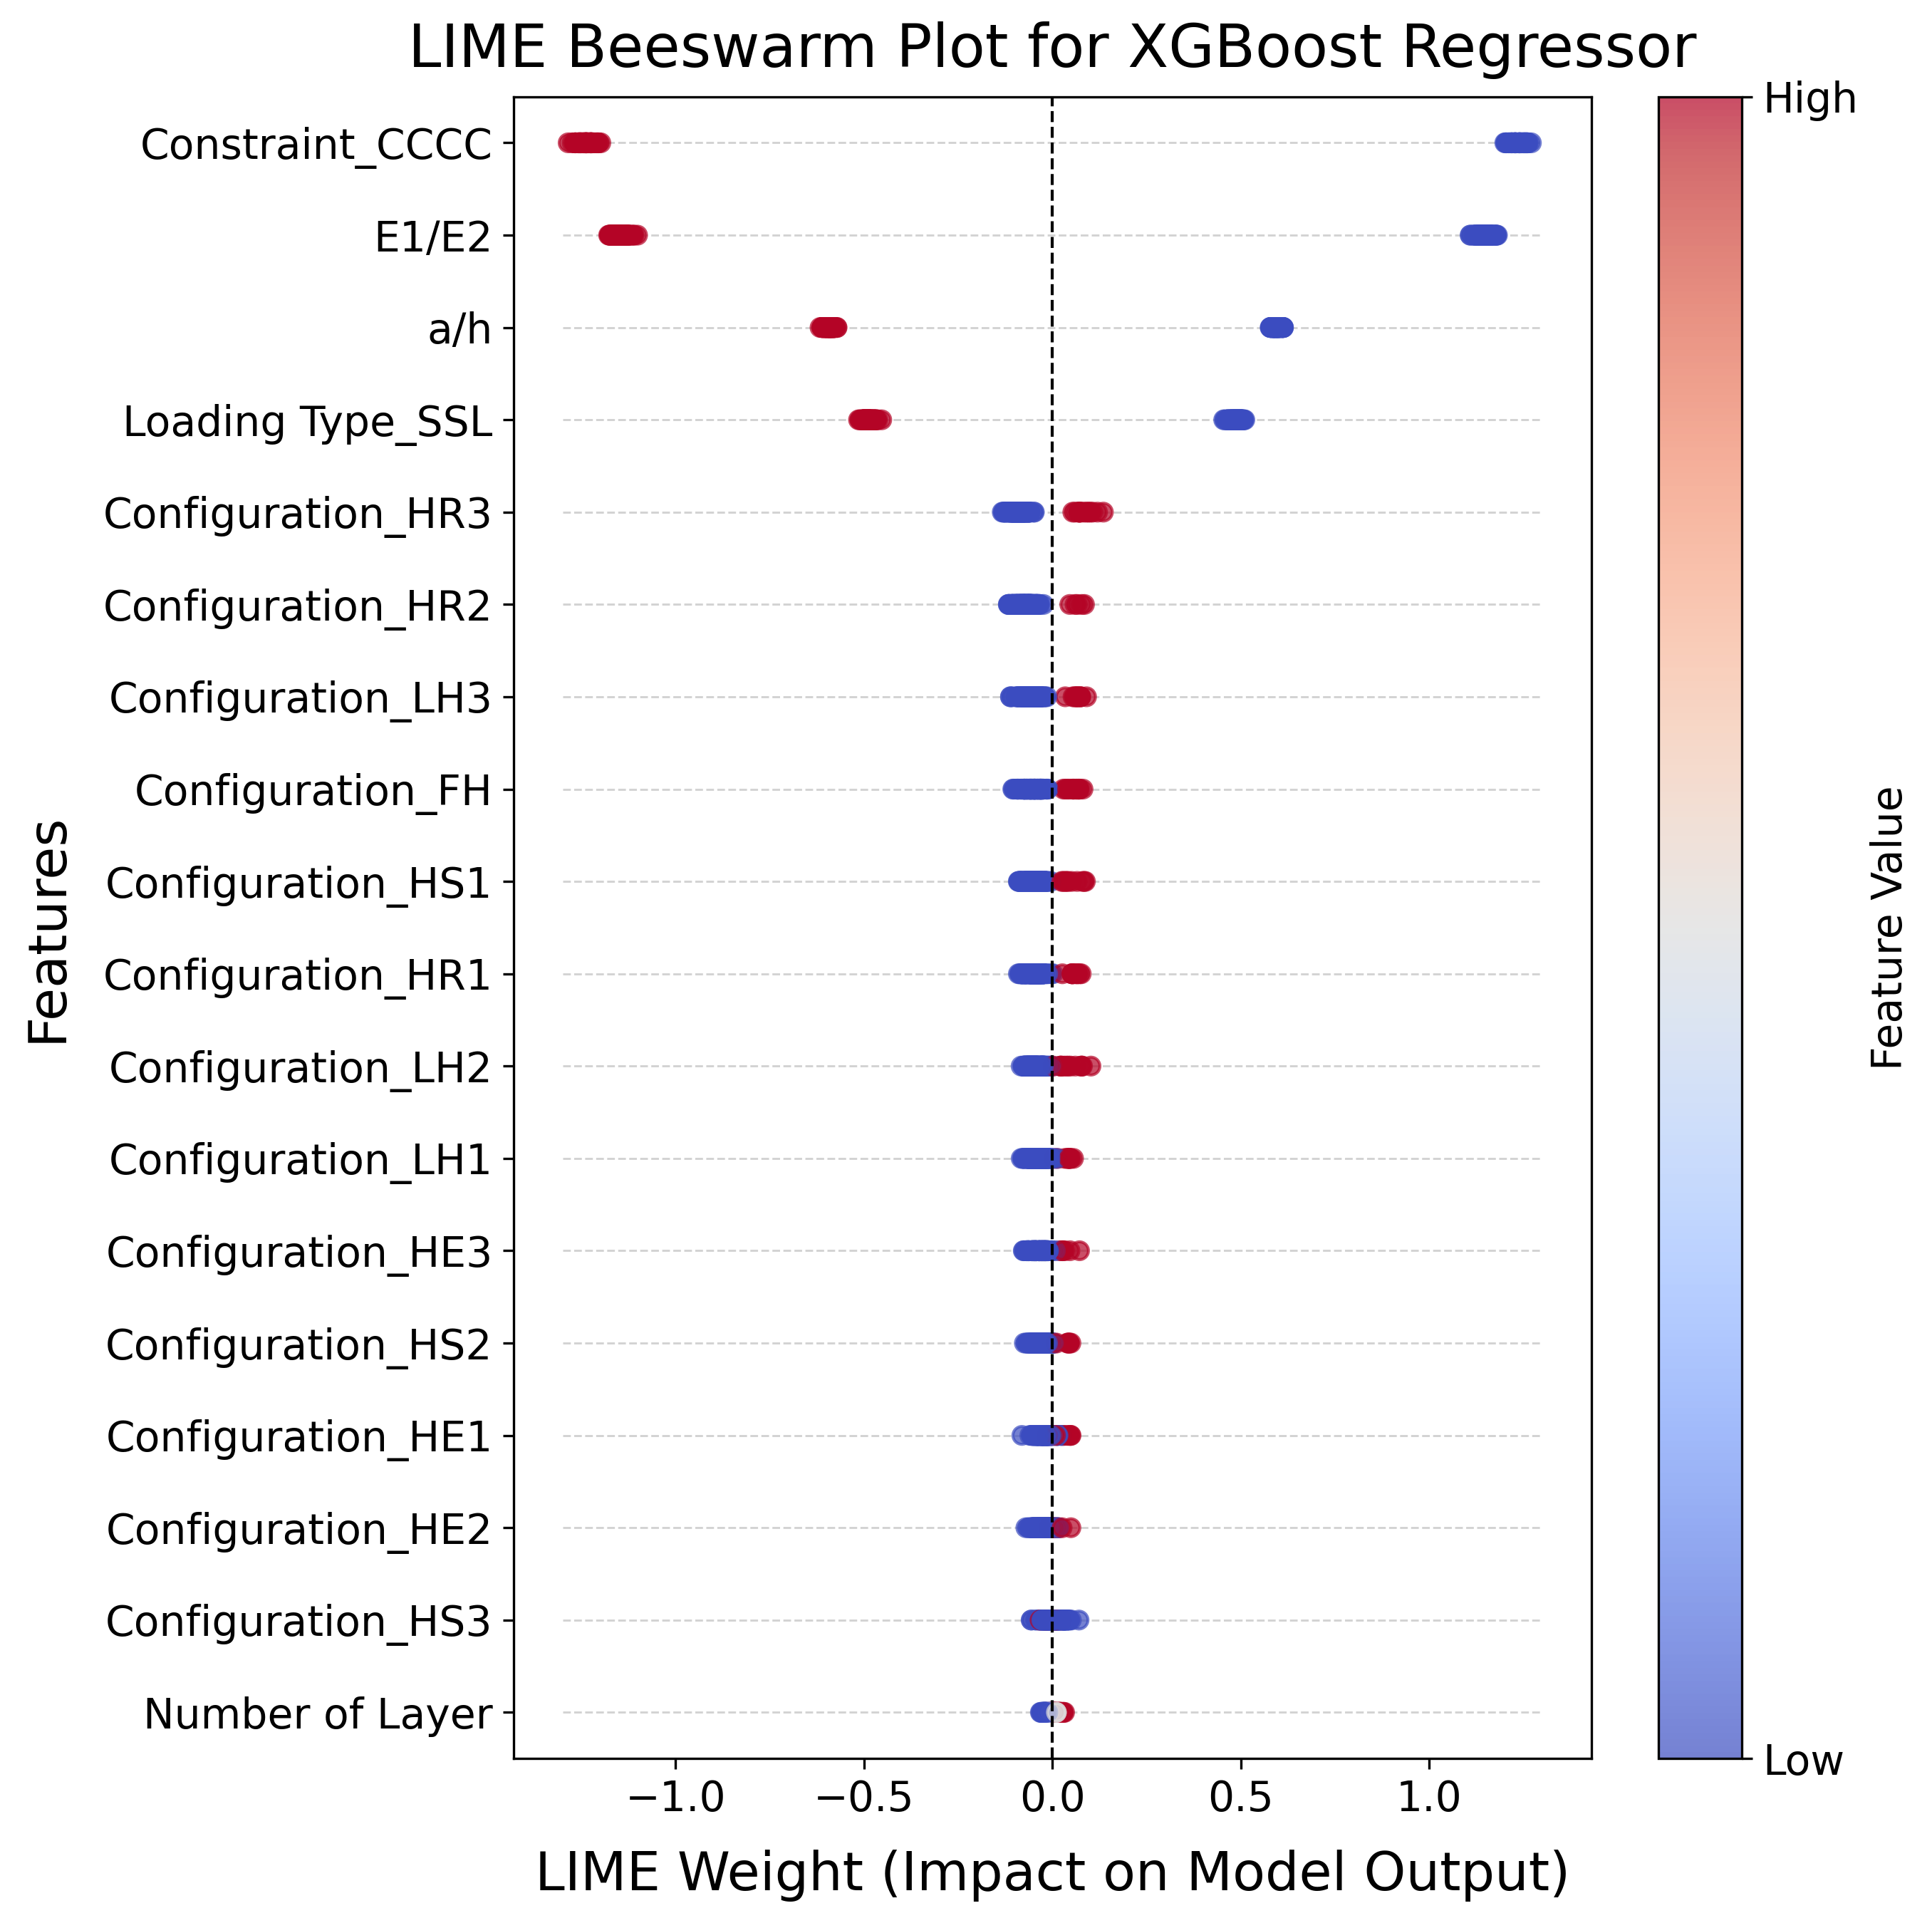 LIME Beeswarm Plot for XGBoost Regressor
Features
Constraint_CCCC
E1/E2
a/h
Loading Type_SSL
Configuration_HR3
Configuration_HR2
Configuration_LH3
Configuration_FH
Configuration_HS1
Configuration_HR1
Configuration_LH2
Configuration_LH1
Configuration_HE3
Configuration_HS2
Configuration_HE1
Configuration_HE2
Configuration_HS3
Number of Layer
−1.0 −0.5 0.0 0.5 1.0
LIME Weight (Impact on Model Output)
High
Feature Value
Low